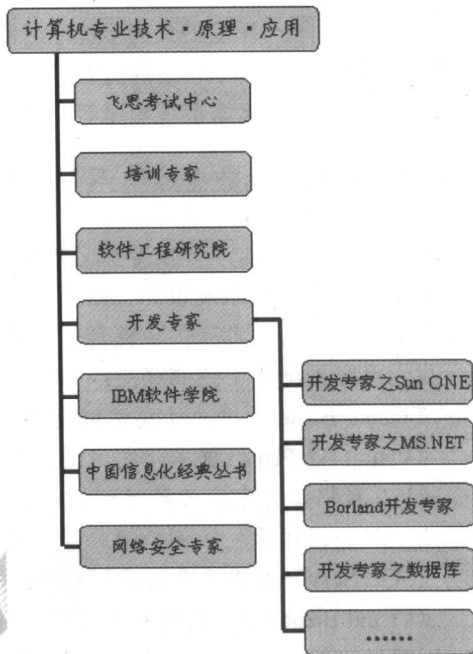 计算机专业技术·原理·应用
飞思考试中心
培训专家
软件工程研究院
开发专家
IBM软件学院
中国信息化经典丛书
网络安全专家
开发专家之Sun ONE
开发专家之MS.NET
Borland开发专家
开发专家之数据库
……